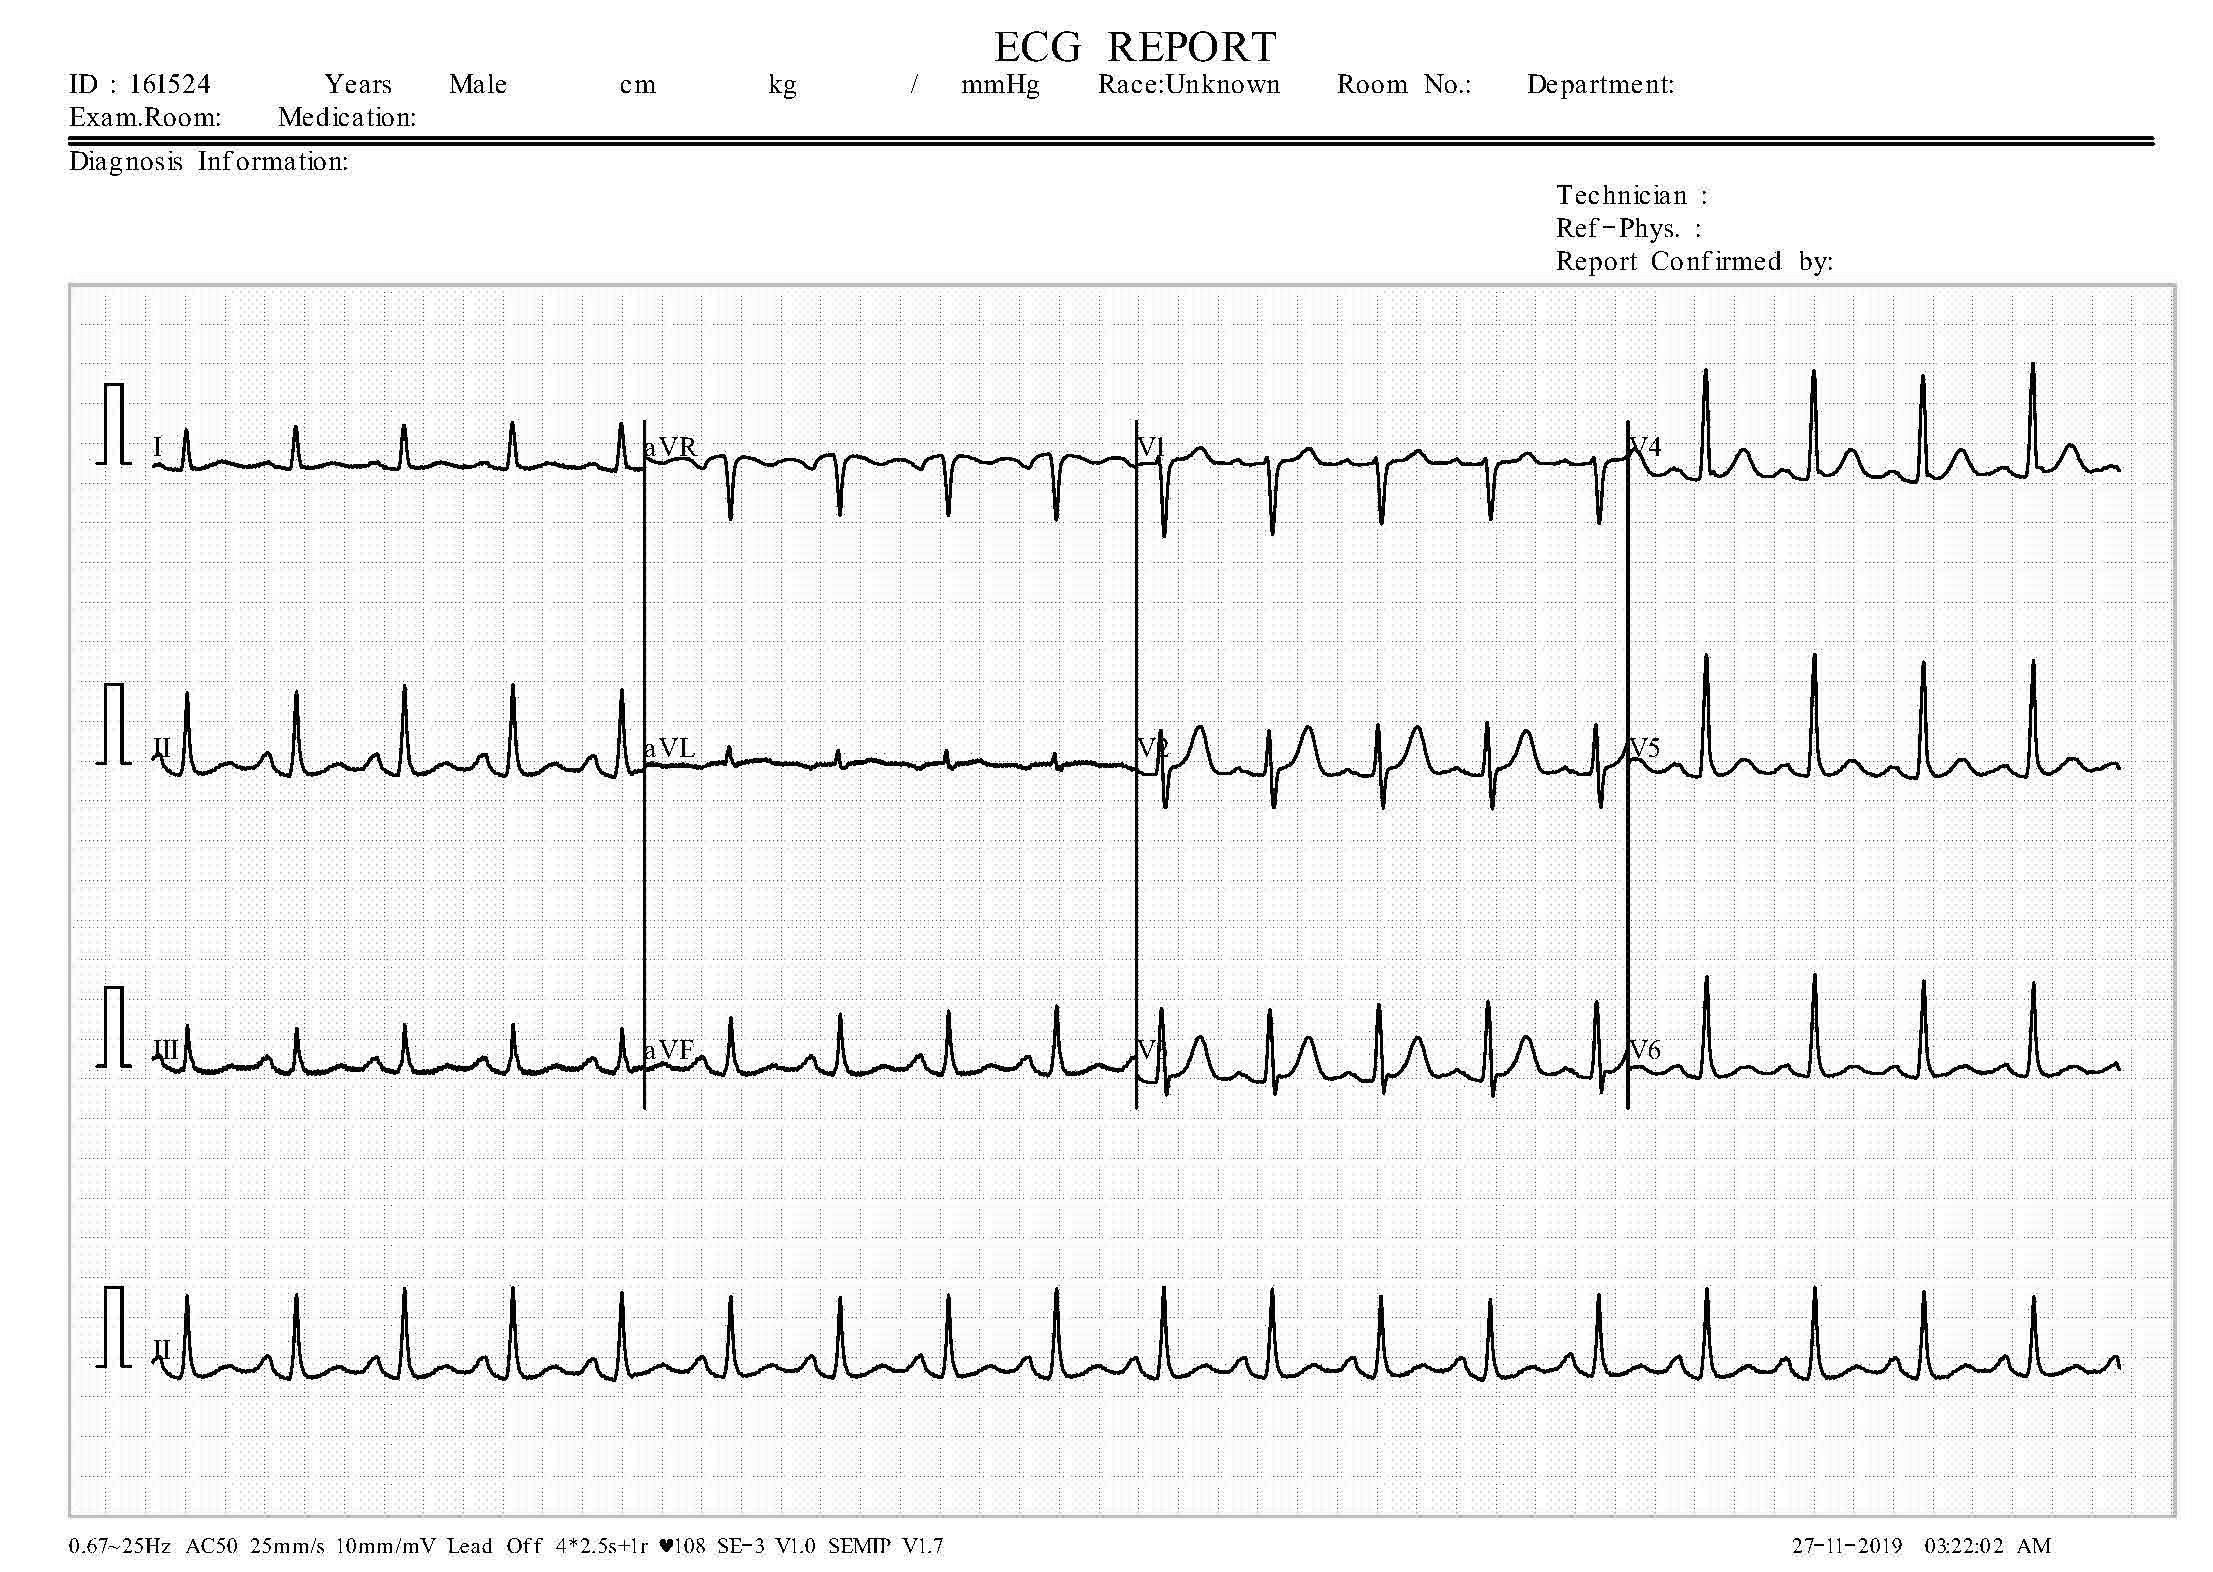 ECG REPORT
ID : 161524 Years Male cm kg / mmHg Race:Unknown Room No.: Department:
Exam.Room: Medication:
Diagnosis Information:
Technician :
Ref-Phys. :
Report Confirmed by:
I aVR V1 V4
II aVL V2 V5
III aVF V3 V6
II
0.67~25Hz AC50 25mm/s 10mm/mV Lead Off 4*2.5s+1r ♥108 SE-3 V1.0 SEMIP V1.7 27-11-2019 03:22:02 AM